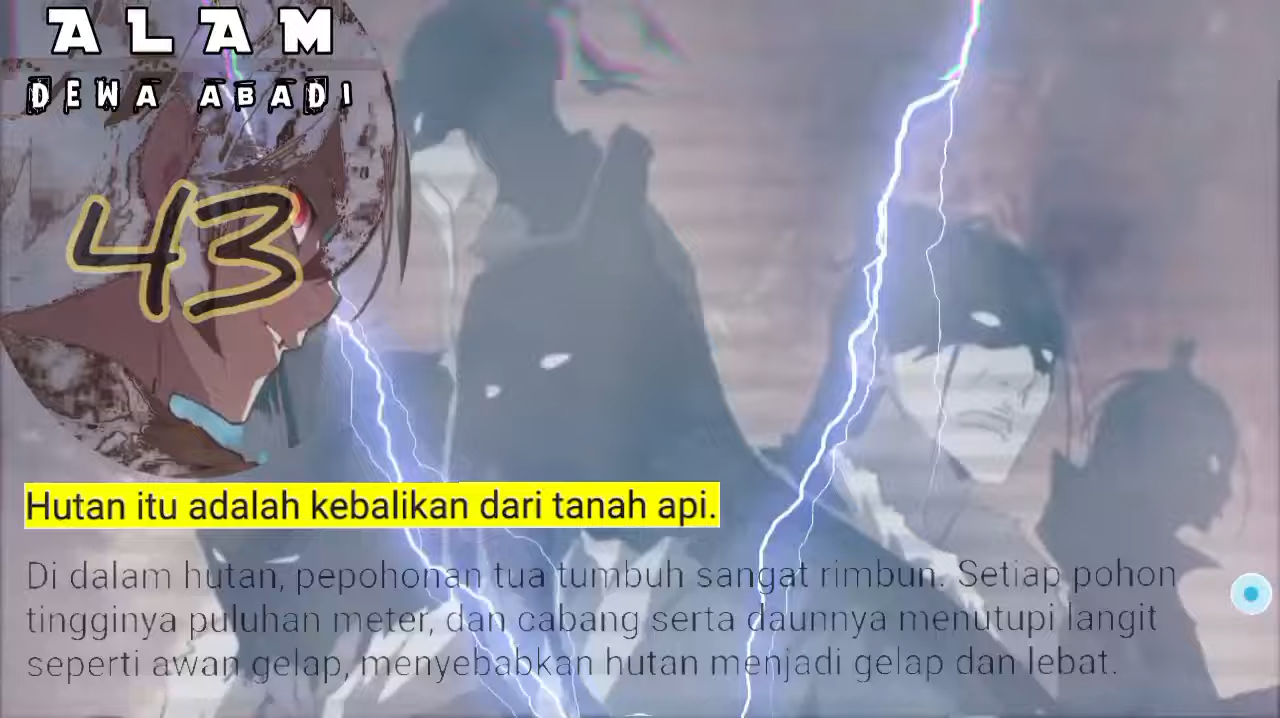 ALAM
DEWA ABADI
43
Hutan itu adalah kebalikan dari tanah api.
Di dalam hutan, pepohonan tua tumbuh sangat rimbun. Setiap pohon
tingginya puluhan meter, dan cabang serta daunnya menutupi langit
seperti awan gelap, menyebabkan hutan menjadi gelap dan lebat.